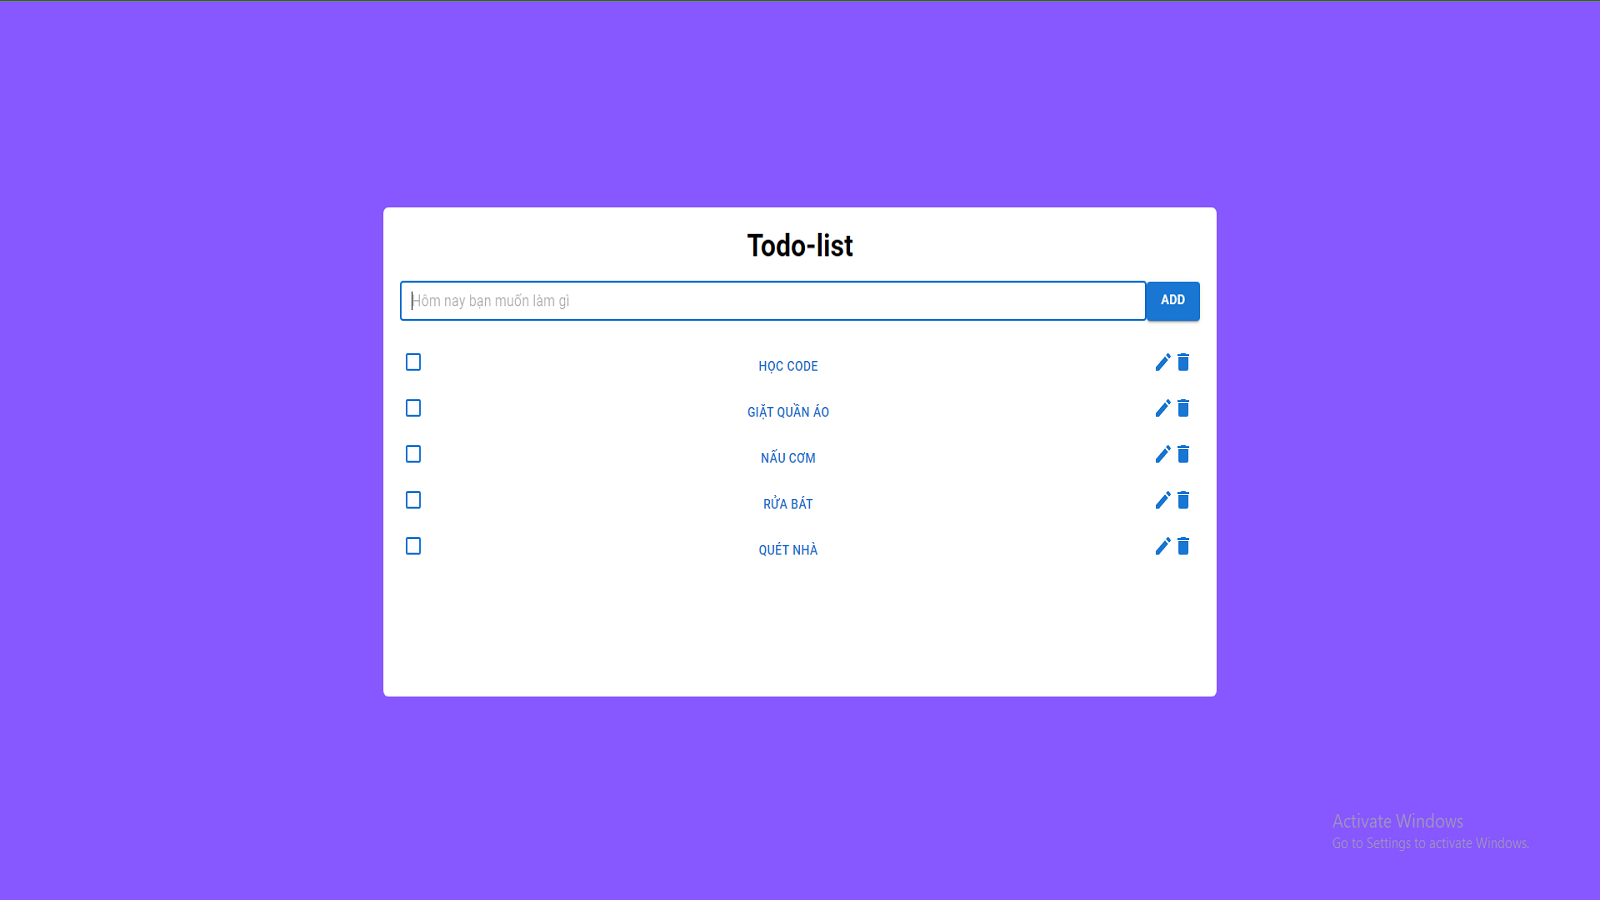 Todo-list
Hôm nay bạn muốn làm gì
ADD
HỌC CODE
GIẶT QUẦN ÁO
NẤU CƠM
RỬA BÁT
QUÉT NHÀ
Activate Windows
Go to Settings to activate Windows.